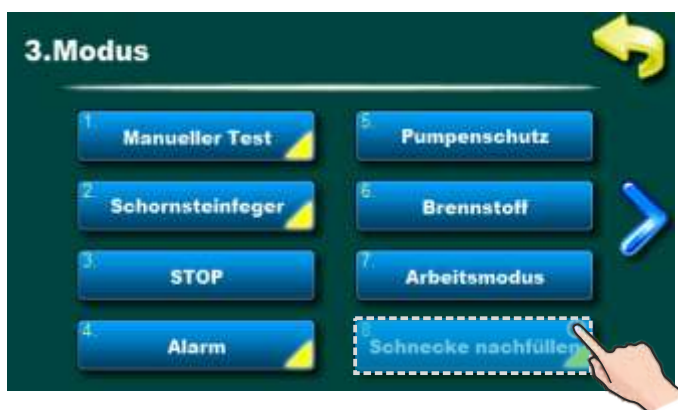 3.Modus
1.
Manueller Test
2.
Schornsteinfeger
3.
STOP
4.
Alarm
5.
Pumpenschutz
6.
Brennstoff
7.
Arbeitsmodus
8.
Schnecke nachfüllen